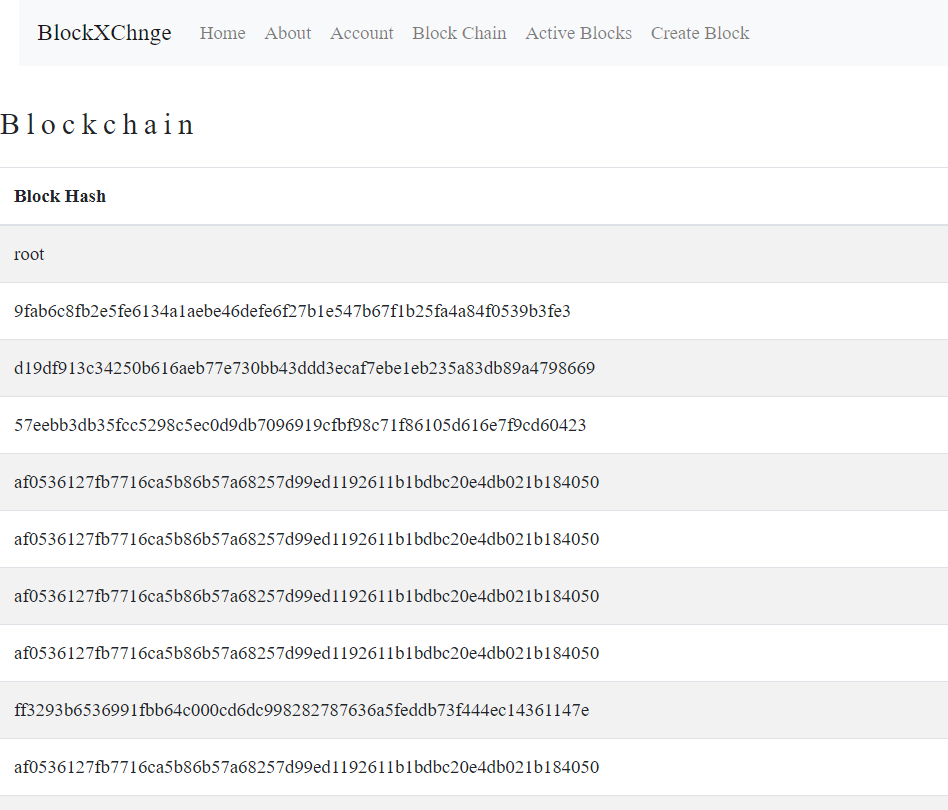 BlockXChnge Home About Account Block Chain Active Blocks Create Block
Blockchain
Block Hash
root
9fab6c8fb2e5fe6134a1aebe46defe6f27b1e547b67f1b25fa4a84f0539b3fe3
d19df913c34250b616aeb77e730bb43ddd3ecaf7ebe1eb235a83db89a4798669
57eebb3db35fcc5298c5ec0d9db7096919cfbf98c71f86105d616e7f9cd60423
af0536127fb7716ca5b86b57a68257d99ed1192611b1bdbc20e4db021b184050
af0536127fb7716ca5b86b57a68257d99ed1192611b1bdbc20e4db021b184050
af0536127fb7716ca5b86b57a68257d99ed1192611b1bdbc20e4db021b184050
af0536127fb7716ca5b86b57a68257d99ed1192611b1bdbc20e4db021b184050
ff3293b6536991fbb64c000cd6dc998282787636a5feddb73f444ec14361147e
af0536127fb7716ca5b86b57a68257d99ed1192611b1bdbc20e4db021b184050